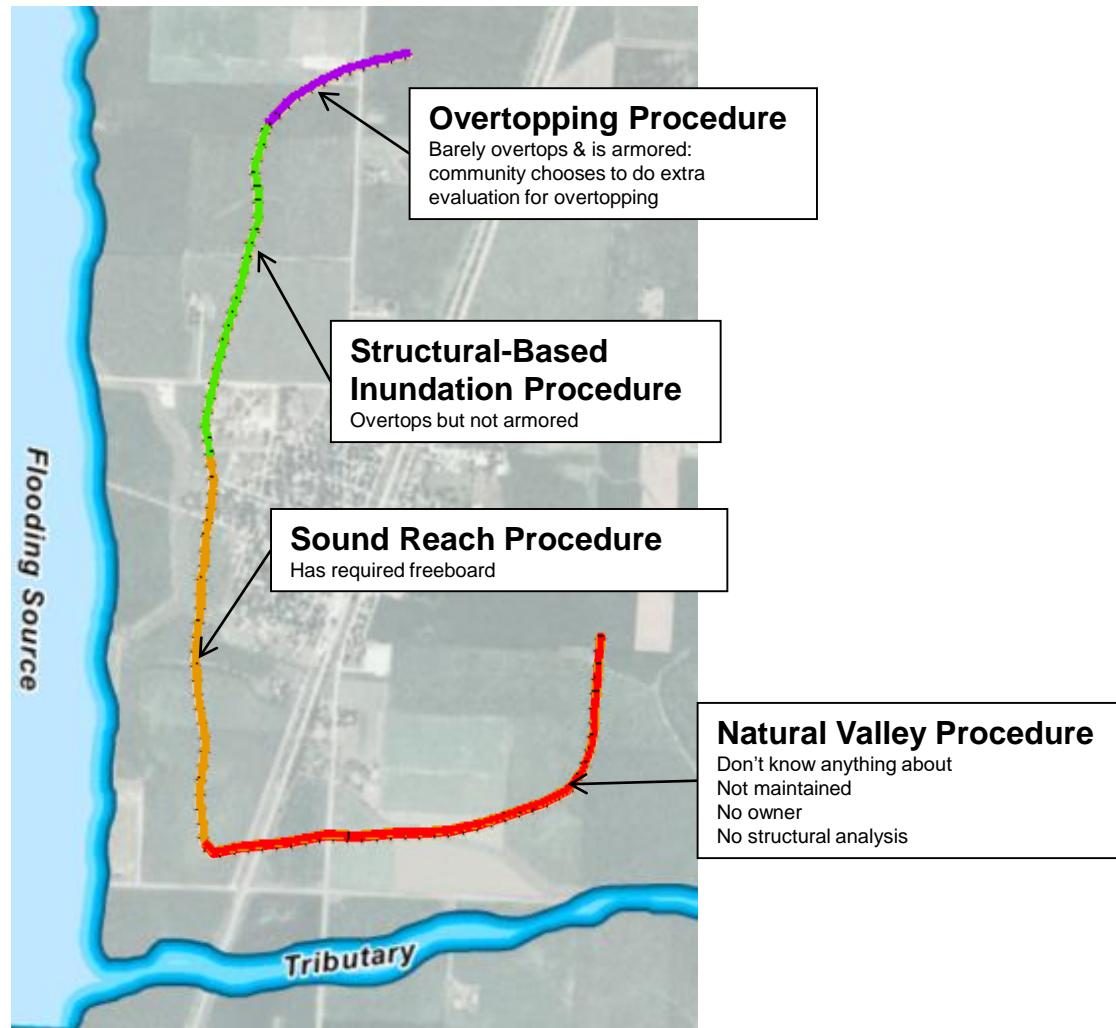 Overtopping Procedure
Barely overtops & is armored:
community chooses to do extra
evaluation for overtopping
Structural-Based
Inundation Procedure
Overtops but not armored
Flooding Source
Sound Reach Procedure
Has required freeboard
Natural Valley Procedure
Don’t know anything about
Not maintained
No owner
No structural analysis
Tributary